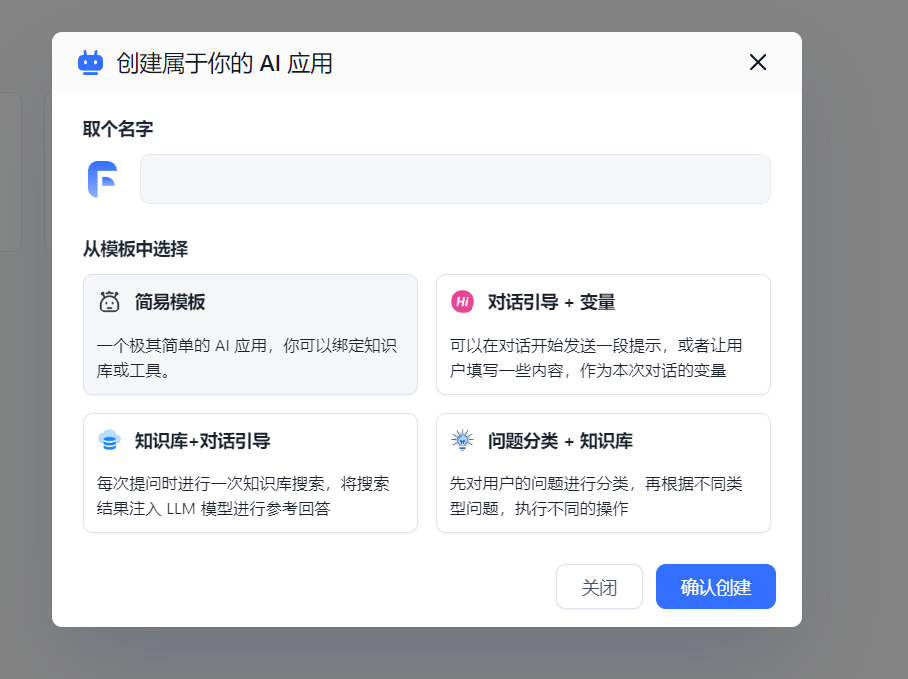 创建属于你的 AI 应用
取个名字
从模板中选择
简易模板
一个极其简单的 AI 应用，你可以绑定知识
库或工具。
Hi
对话引导 + 变量
可以在对话开始发送一段提示，或者让用
户填写一些内容，作为本次对话的变量
知识库+对话引导
每次提问时进行一次知识库搜索，将搜索
结果注入 LLM 模型进行参考回答
问题分类 + 知识库
先对用户的问题进行分类，再根据不同类
型问题，执行不同的操作
关闭
确认创建